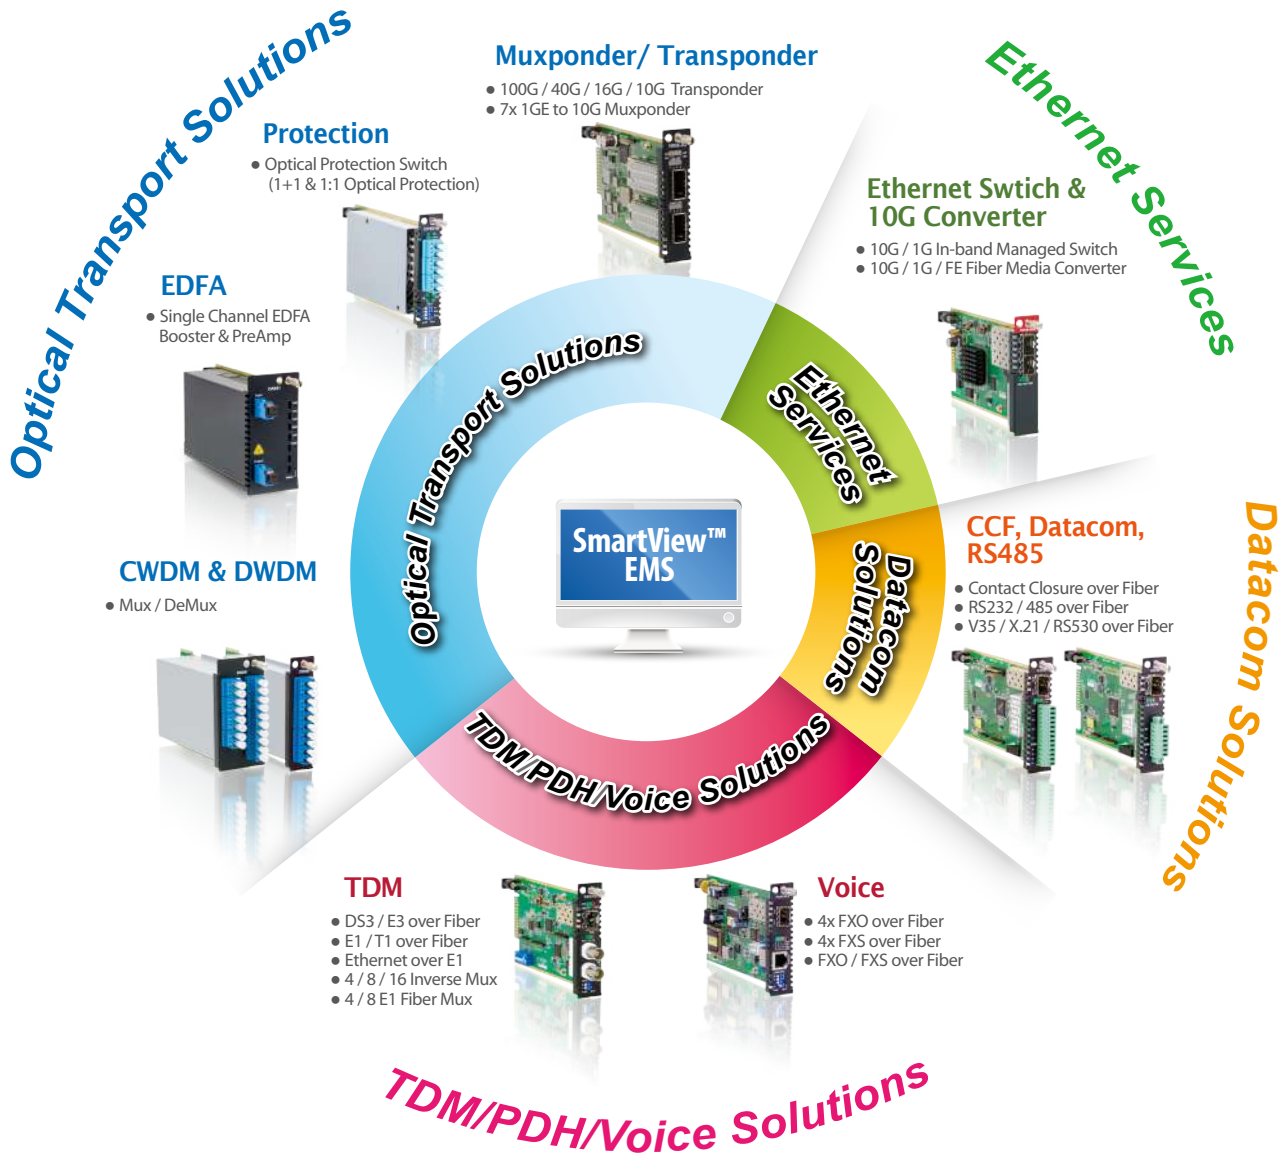 Optical Transport Solutions
Muxponder/ Transponder
● 100G / 40G / 16G / 10G Transponder
● 7x 1GE to 10G Muxponder
Protection
● Optical Protection Switch
(1+1 & 1:1 Optical Protection)
EDFA
● Single Channel EDFA
Booster & PreAmp
CWDM & DWDM
● Mux / DeMux
Ethernet Services
Ethernet Swtich &
10G Converter
● 10G / 1G In-band Managed Switch
● 10G / 1G / FE Fiber Media Converter
Optical Transport Solutions
Ethernet
Services
Datacom
Solutions
TDM/PDH/Voice Solutions
SmartView™
EMS
Datacom Solutions
CCF, Datacom,
RS485
● Contact Closure over Fiber
● RS232 / 485 over Fiber
● V35 / X.21 / RS530 over Fiber
TDM
● DS3 / E3 over Fiber
● E1 / T1 over Fiber
● Ethernet over E1
● 4 / 8 / 16 Inverse Mux
● 4 / 8 E1 Fiber Mux
Voice
● 4x FXO over Fiber
● 4x FXS over Fiber
● FXO / FXS over Fiber
TDM/PDH/Voice Solutions